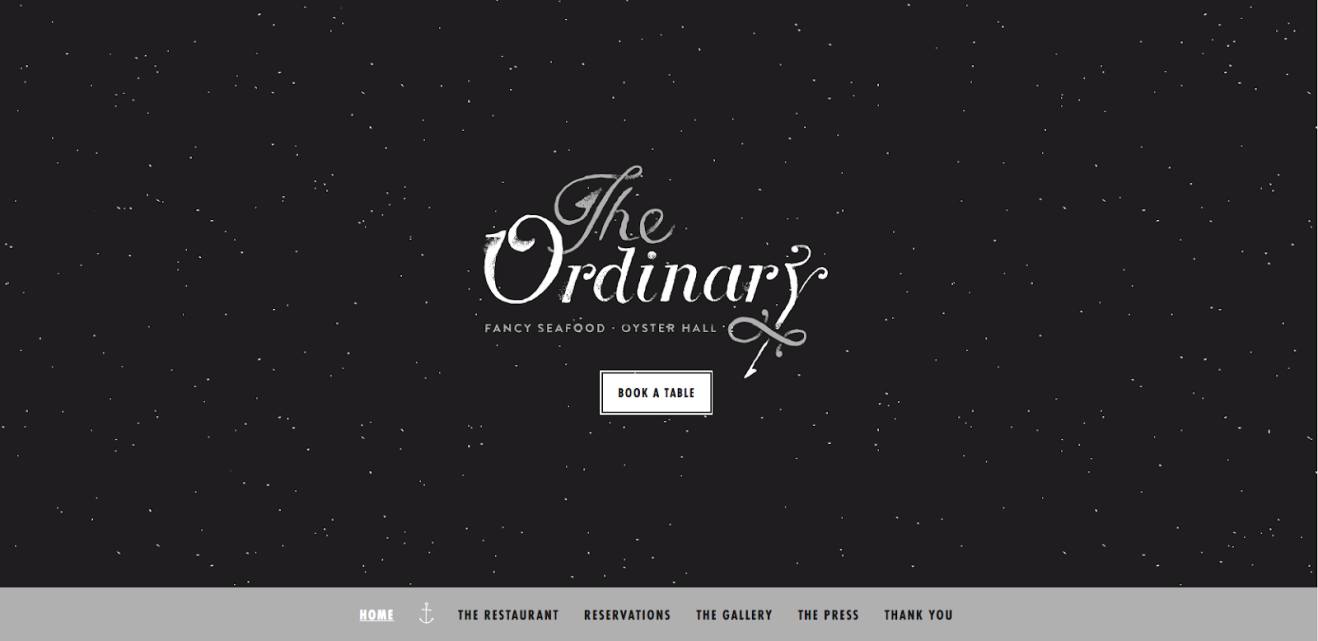 The
Ordinary
FANCY SEAFOOD · OYSTER HALL ·
BOOK A TABLE
HOME THE RESTAURANT RESERVATIONS THE GALLERY THE PRESS THANK YOU